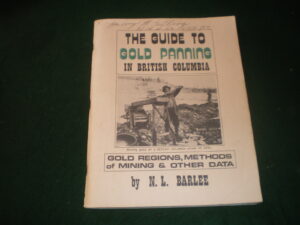 THE GUIDE TO
GOLD PANNING
IN BRITISH COLUMBIA
GOLD REGIONS, METHODS
of MINING & OTHER DATA
by N. L. BARLEE